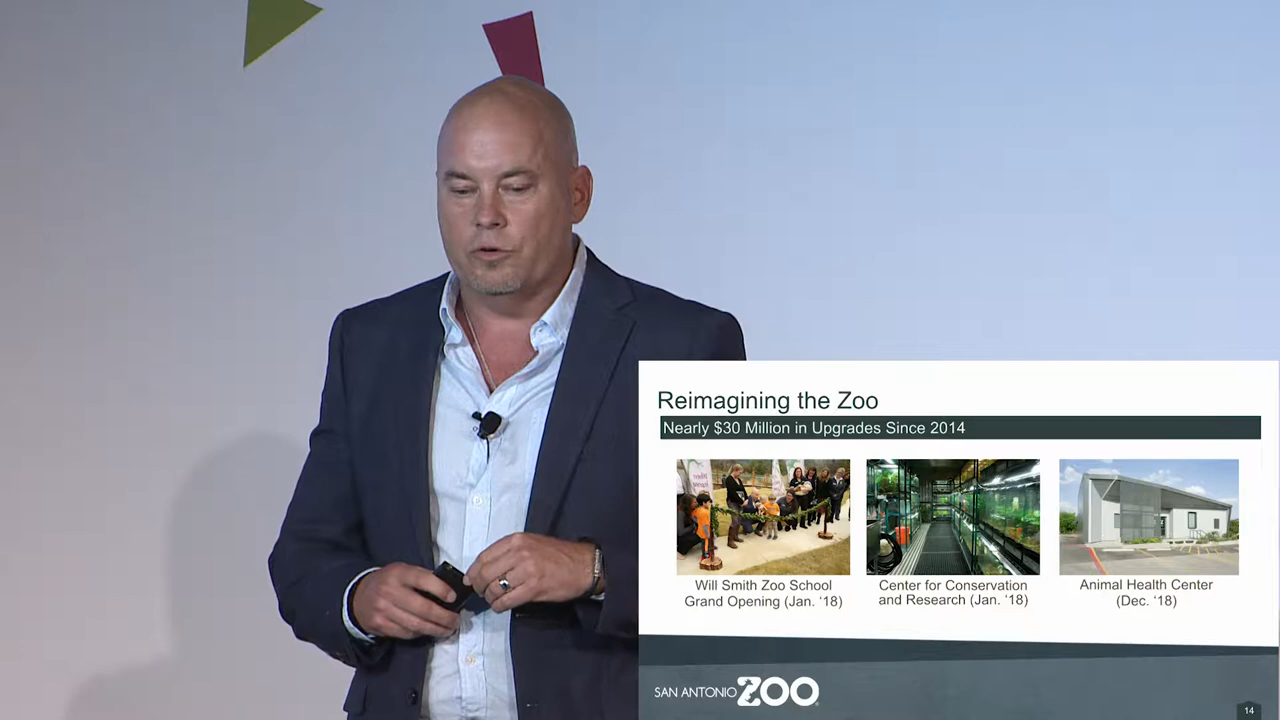 Reimagining the Zoo
Nearly $30 Million in Upgrades Since 2014
Will Smith Zoo School
Grand Opening (Jan. ‘18)
Center for Conservation
and Research (Jan. ‘18)
Animal Health Center
(Dec. ‘18)
SAN ANTONIO ZOO
14